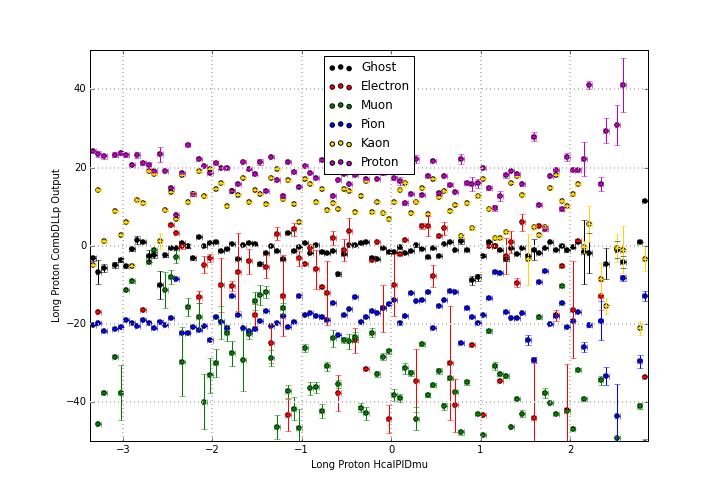 Ghost
Electron
Muon
Pion
Kaon
Proton
40
20
0
−20
−40
−3
−2
−1
0
1
2
Long Proton CombDLLp Output
Long Proton HcalPIDmu